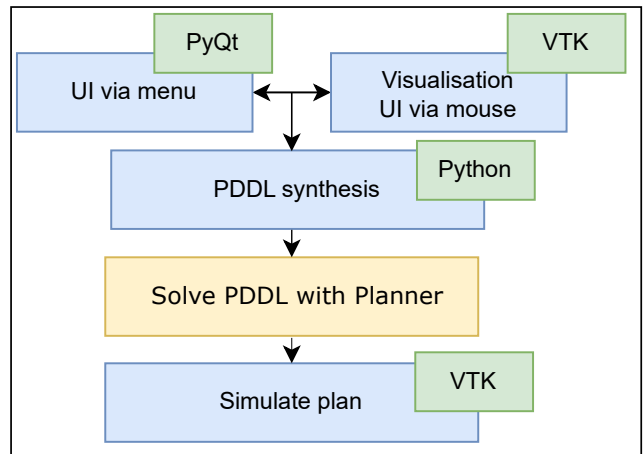 PyQt
UI via menu
VTK
Visualisation
UI via mouse
Python
PDDL synthesis
Solve PDDL with Planner
VTK
Simulate plan